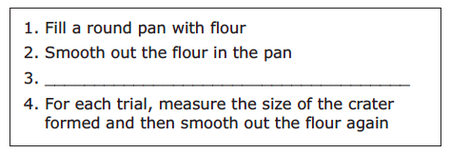 1. Fill a round pan with flour
2. Smooth out the flour in the pan
3. ________________________________________
4. For each trial, measure the size of the crater
formed and then smooth out the flour again